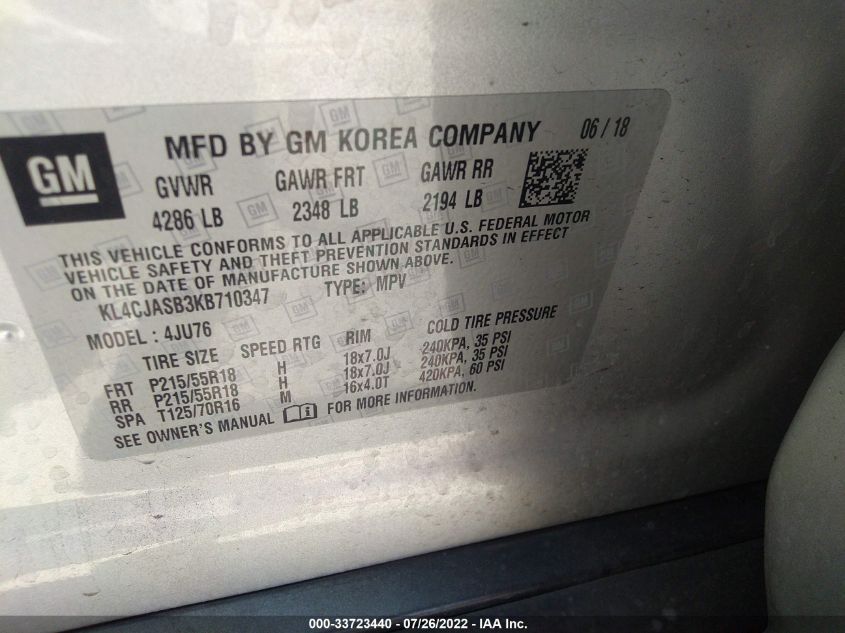 GM
MFD BY GM KOREA COMPANY 06/18
GVWR GAWR FRT GAWR RR
4286 LB 2348 LB 2194 LB
THIS VEHICLE CONFORMS TO ALL APPLICABLE U.S. FEDERAL MOTOR
VEHICLE SAFETY AND THEFT PREVENTION STANDARDS IN EFFECT
ON THE DATE OF MANUFACTURE SHOWN ABOVE.
KL4CJASB3KB710347 TYPE: MPV
MODEL : 4JU76
TIRE SIZE SPEED RTG RIM COLD TIRE PRESSURE
FRT P215/55R18 H 18x7.0J 240KPA, 35 PSI
RR P215/55R18 H 18x7.0J 240KPA, 35 PSI
SPA T125/70R16 M 16x4.0T 420KPA, 60 PSI
SEE OWNER'S MANUAL FOR MORE INFORMATION.
000-33723440 - 07/26/2022 - IAA Inc.